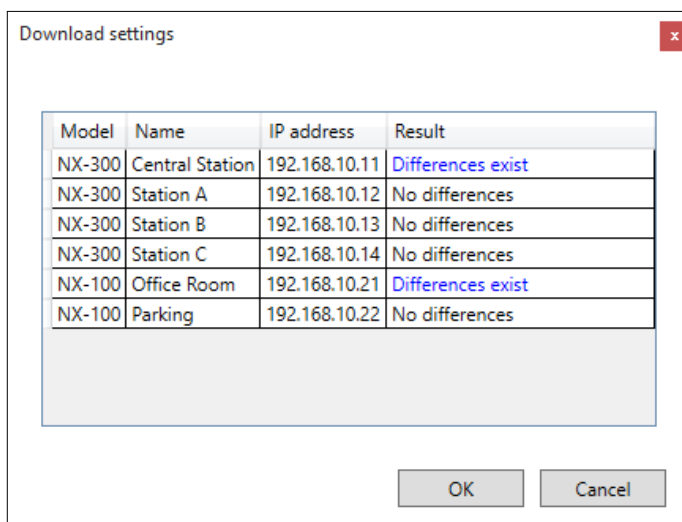 Download settings
x
Model Name IP address Result
NX-300 Central Station 192.168.10.11 Differences exist
NX-300 Station A 192.168.10.12 No differences
NX-300 Station B 192.168.10.13 No differences
NX-300 Station C 192.168.10.14 No differences
NX-100 Office Room 192.168.10.21 Differences exist
NX-100 Parking 192.168.10.22 No differences
OK Cancel